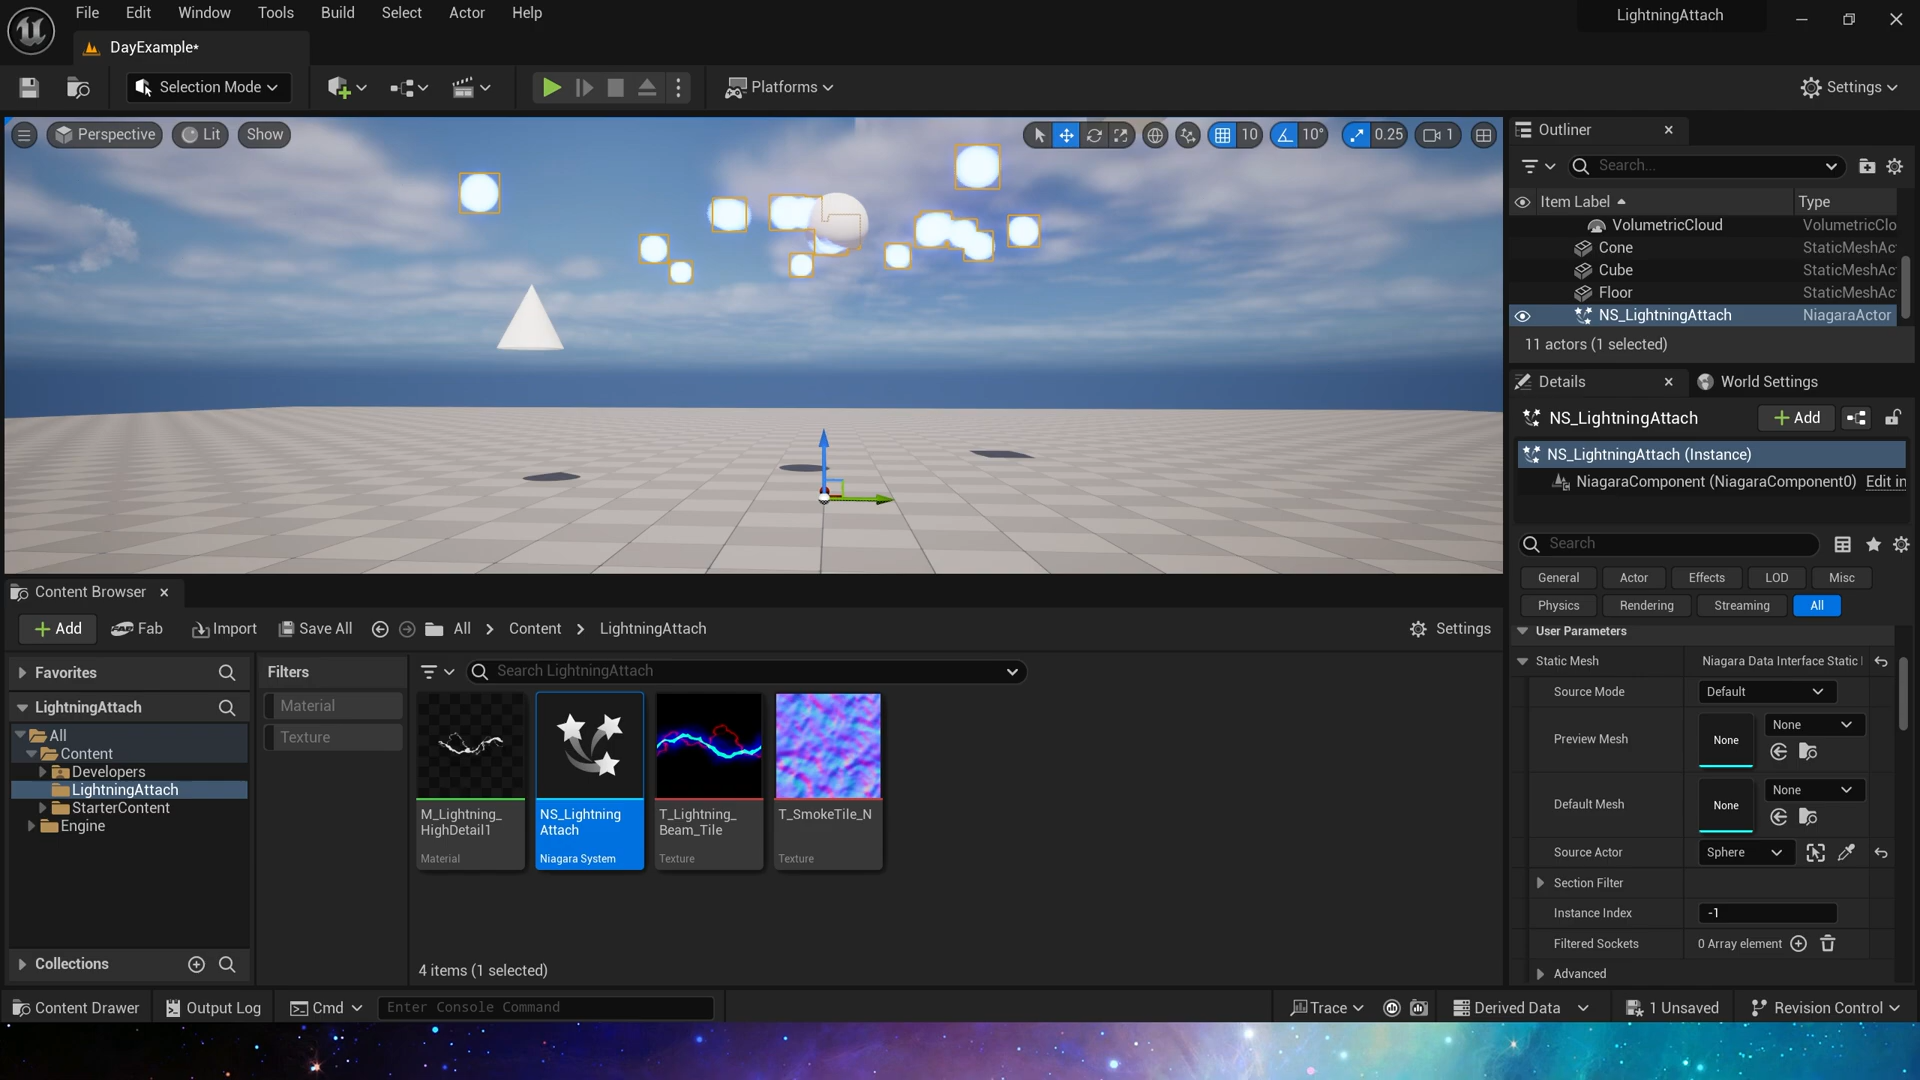 File Edit Window Tools Build Select Actor Help
LightningAttach
DayExample*
Selection Mode
Platforms
Settings
Perspective Lit Show
10 10° 0.25 1
Outliner
Search...
Item Label Type
VolumetricCloud VolumetricClo
Cone StaticMeshAc
Cube StaticMeshAc
Floor StaticMeshAc
NS_LightningAttach NiagaraActor
11 actors (1 selected)
Details World Settings
NS_LightningAttach Add
NS_LightningAttach (Instance)
NiagaraComponent (NiagaraComponent0) Edit in
Search
General Actor Effects LOD Misc
Physics Rendering Streaming All
User Parameters
Static Mesh Niagara Data Interface Static
Source Mode Default
Preview Mesh None None
Default Mesh None None
Source Actor Sphere
Section Filter
Instance Index -1
Filtered Sockets 0 Array element
Advanced
Content Browser
Add Fab Import Save All All Content LightningAttach Settings
Favorites
LightningAttach
All
Content
Developers
LightningAttach
StarterContent
Engine
Collections
Filters
Material
Texture
Search LightningAttach
M_Lightning_
HighDetail1
Material
NS_Lightning
Attach
Niagara System
T_Lightning_
Beam_Tile
Texture
T_SmokeTile_N
Texture
4 items (1 selected)
Content Drawer Output Log Cmd Enter Console Command Trace Derived Data 1 Unsaved Revision Control